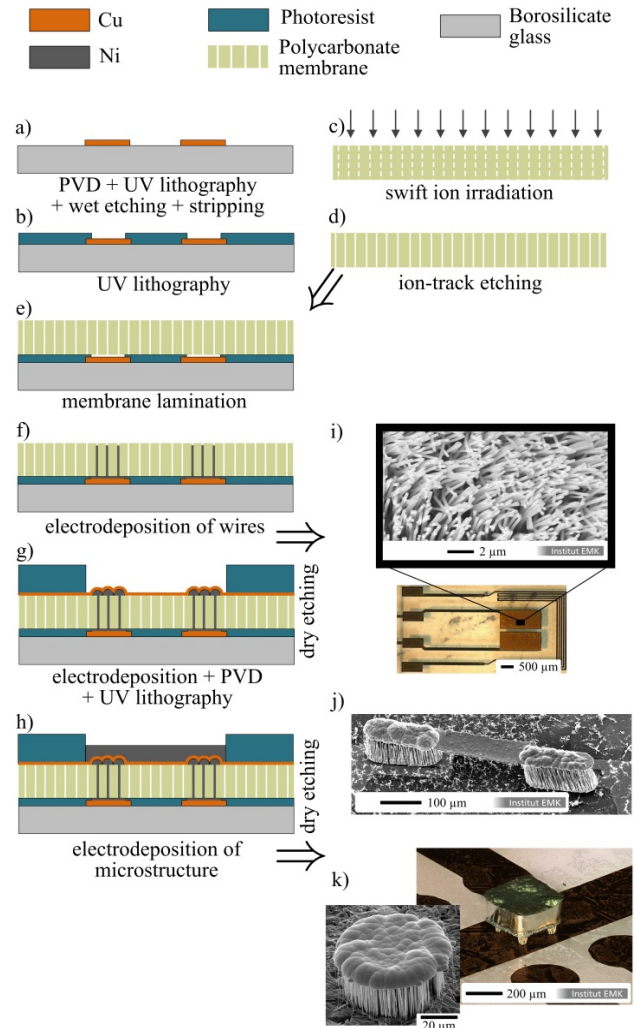 Cu
Photoresist
Borosilicate
glass
Ni
Polycarbonate
membrane
a)
PVD + UV lithography
+ wet etching + stripping
b)
UV lithography
c)
swift ion irradiation
d)
ion-track etching
e)
membrane lamination
f)
electrodeposition of wires
g)
dry etching
electrodeposition + PVD
+ UV lithography
h)
dry etching
electrodeposition of
microstructure
i)
2 µm
Institut EMK
500 µm
j)
100 µm
Institut EMK
k)
20 µm
200 µm
Institut EMK